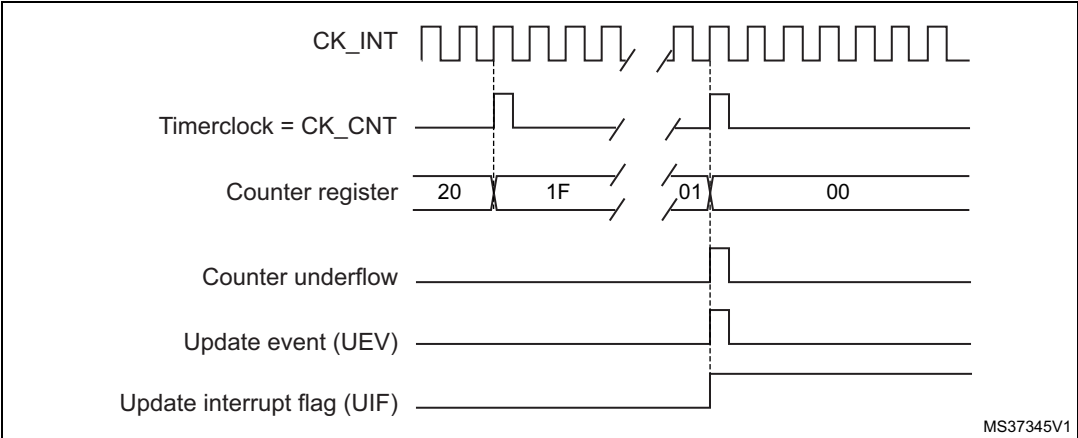 CK_INT
Timerclock = CK_CNT
Counter register 20 1F 01 00
Counter underflow
Update event (UEV)
Update interrupt flag (UIF)
MS37345V1